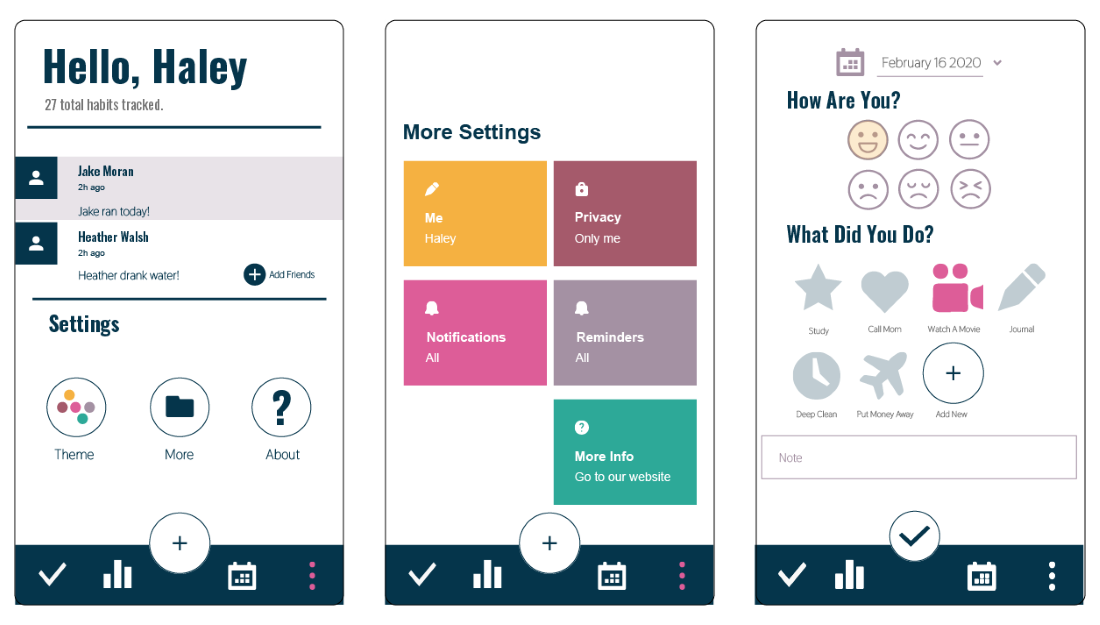 Hello, Haley
27 total habits tracked.
Jake Moran
2h ago
Jake ran today!
Heather Walsh
2h ago
Heather drank water!
Add Friends
Settings
Theme
More
About
More Settings
Me
Haley
Privacy
Only me
Notifications
All
Reminders
All
More Info
Go to our website
February 16 2020
How Are You?
What Did You Do?
Study
Call Mom
Watch A Movie
Journal
Deep Clean
Put Money Away
Add New
Note